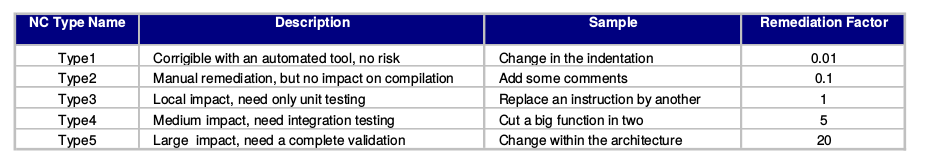 NC Type Name Description Sample Remediation Factor
Type1 Corrigible with an automated tool, no risk Change in the indentation 0.01
Type2 Manual remediation, but no impact on compilation Add some comments 0.1
Type3 Local impact, need only unit testing Replace an instruction by another 1
Type4 Medium impact, need integration testing Cut a big function in two 5
Type5 Large impact, need a complete validation Change within the architecture 20